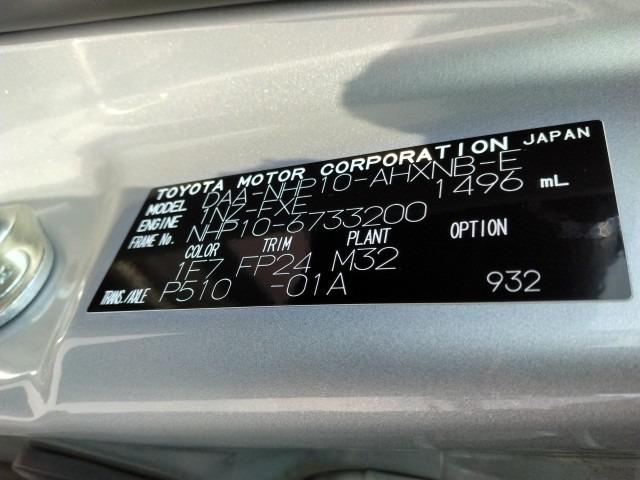 TOYOTA MOTOR CORPORATION JAPAN
MODEL DAA-NHP10-AHXNB-E
ENGINE 1NZ-FXE 1496 mL
FRAME No. NHP10-6733200
COLOR TRIM PLANT OPTION
1F7 FP24 M32
TRANS./AXLE P510 -01A 932